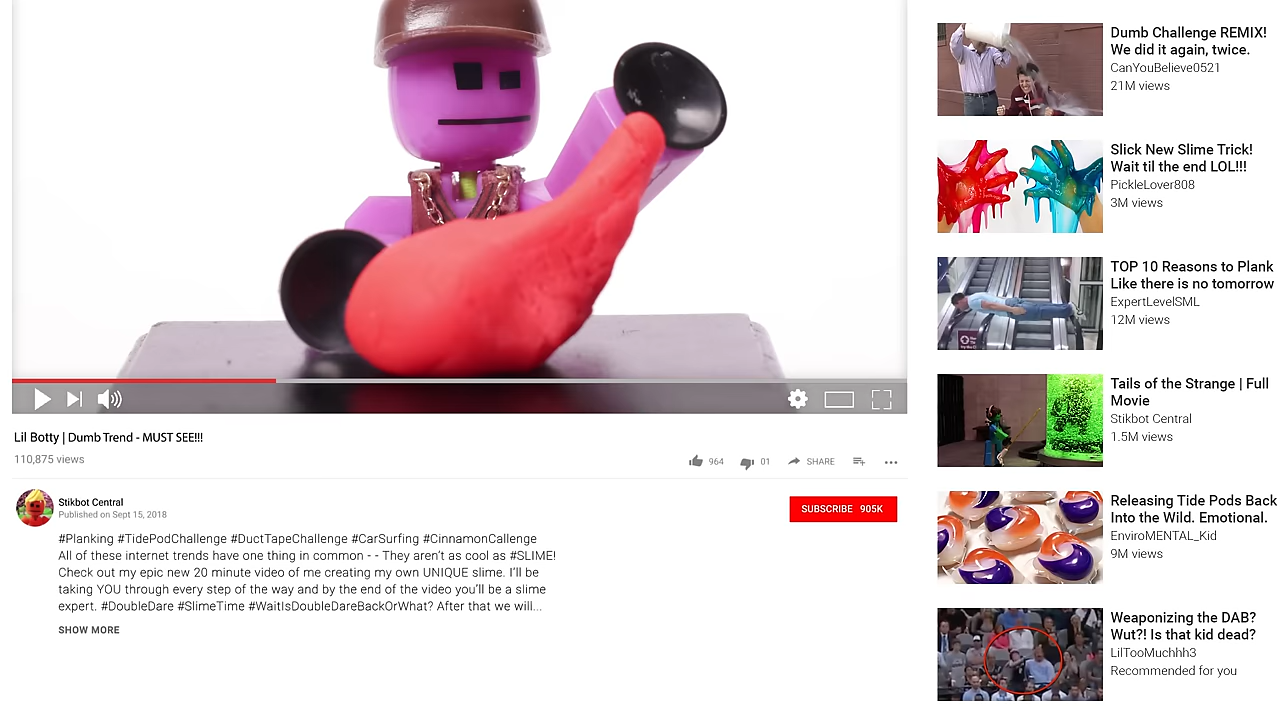 Lil Botty | Dumb Trend - MUST SEE!!!
110,875 views
964
01
SHARE
Stikbot Central
Published on Sept 15, 2018
SUBSCRIBE 905K
#Planking #TidePodChallenge #DuctTapeChallenge #CarSurfing #CinnamonCallenge
All of these internet trends have one thing in common - - They aren’t as cool as #SLIME!
Check out my epic new 20 minute video of me creating my own UNIQUE slime. I’ll be
taking YOU through every step of the way and by the end of the video you’ll be a slime
expert. #DoubleDare #SlimeTime #WaitIsDoubleDareBackOrWhat? After that we will...
SHOW MORE
Dumb Challenge REMIX!
We did it again, twice.
CanYouBelieve0521
21M views
Slick New Slime Trick!
Wait til the end LOL!!!
PickleLover808
3M views
TOP 10 Reasons to Plank
Like there is no tomorrow
ExpertLevelSML
12M views
Tails of the Strange | Full
Movie
Stikbot Central
1.5M views
Releasing Tide Pods Back
Into the Wild. Emotional.
EnviroMENTAL_Kid
9M views
Weaponizing the DAB?
Wut?! Is that kid dead?
LilTooMuchhh3
Recommended for you